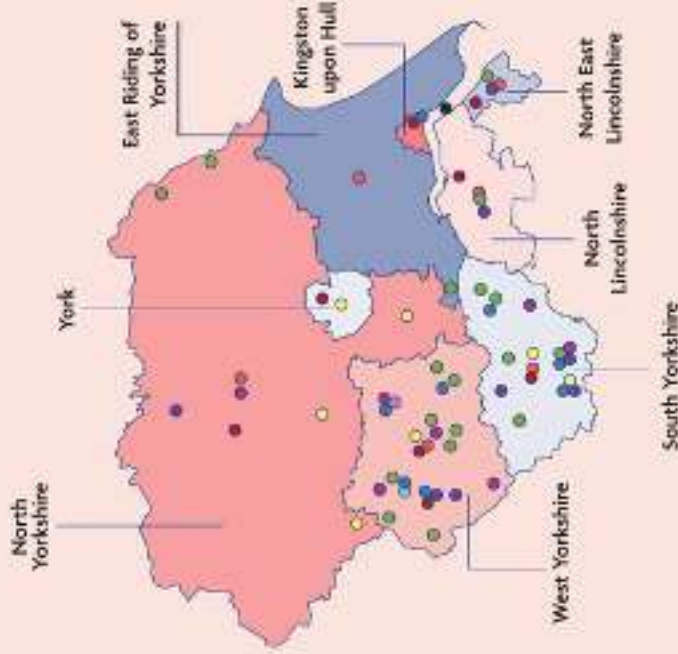 North
Yorkshire
York
East Riding of
Yorkshire
Kingston
upon Hull
North East
Lincolnshire
North
Lincolnshire
South Yorkshire
West Yorkshire